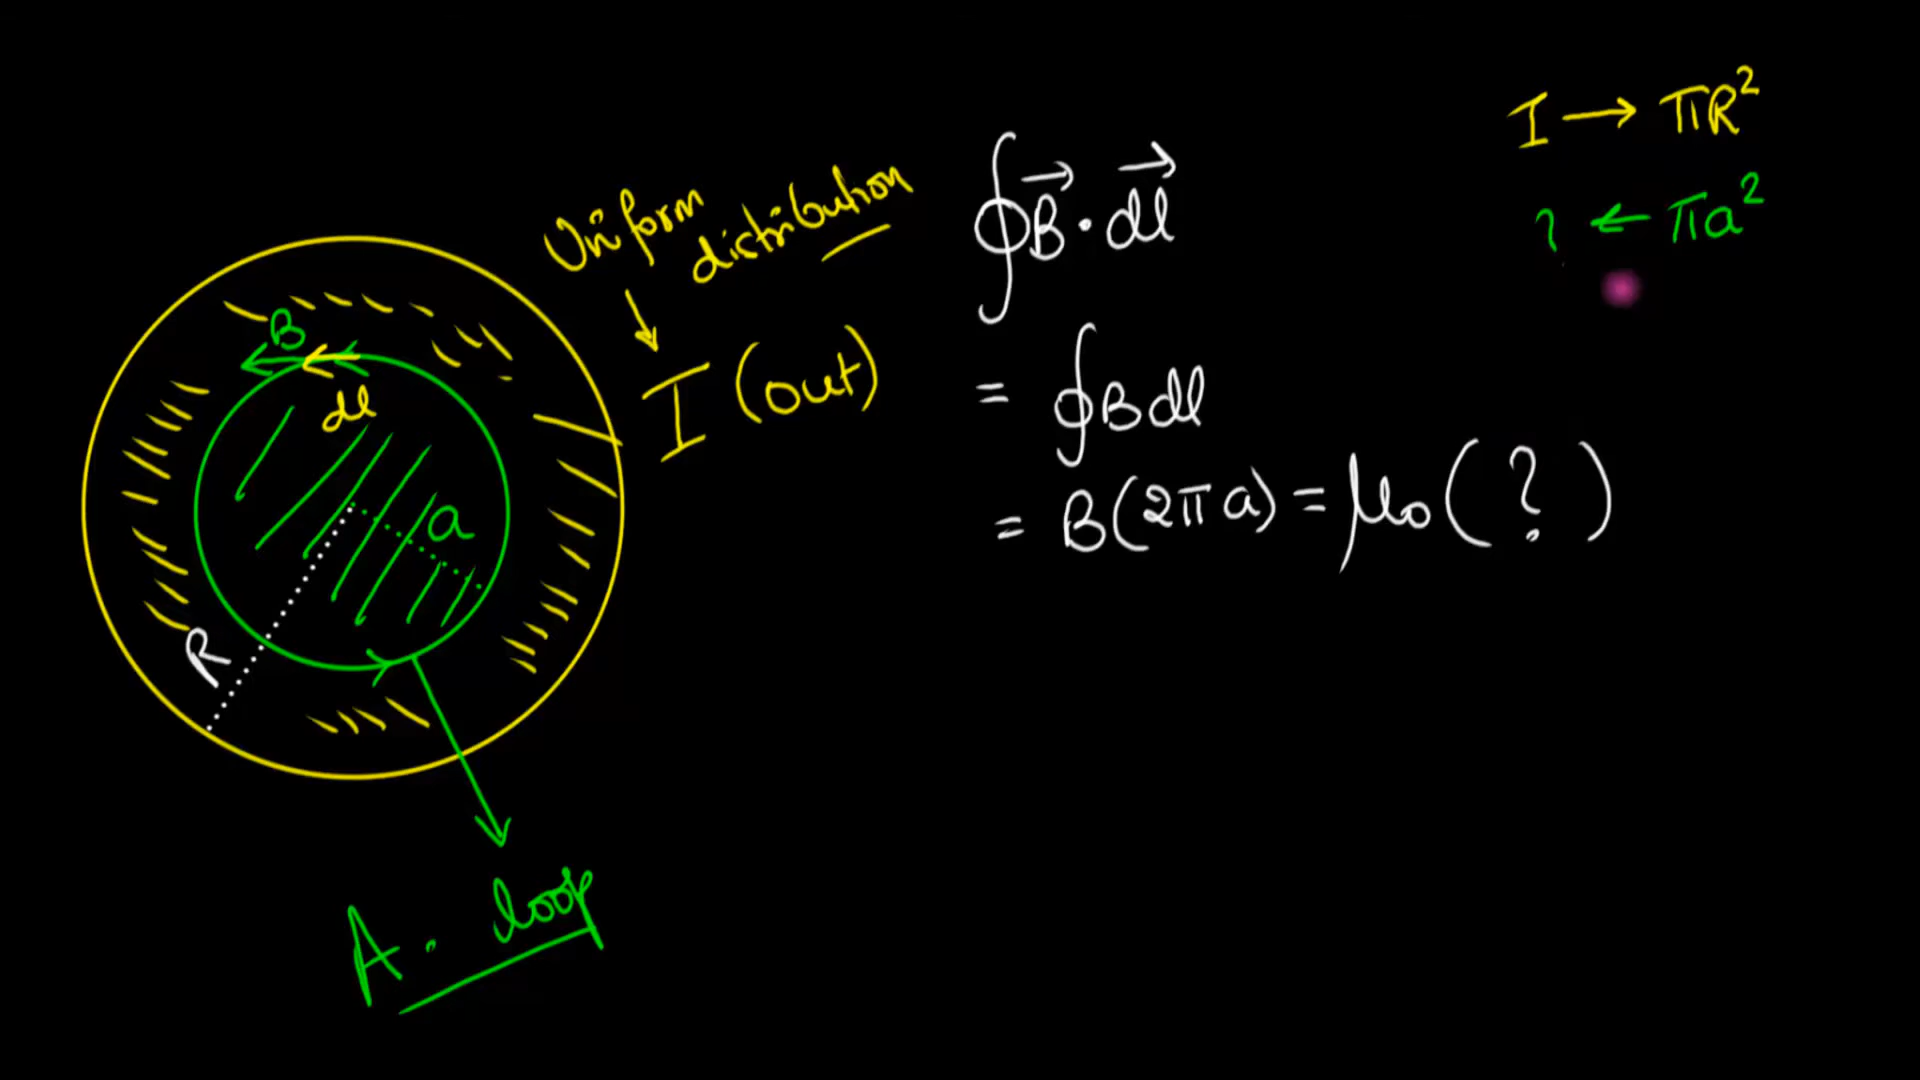 Uniform distribution
I (out)
B
dl
a
R
A. loop
∮B⃗ · dl⃗
= ∮Bdl
= B(2πa) = μ₀(?)
I → πR²
? ← πa²